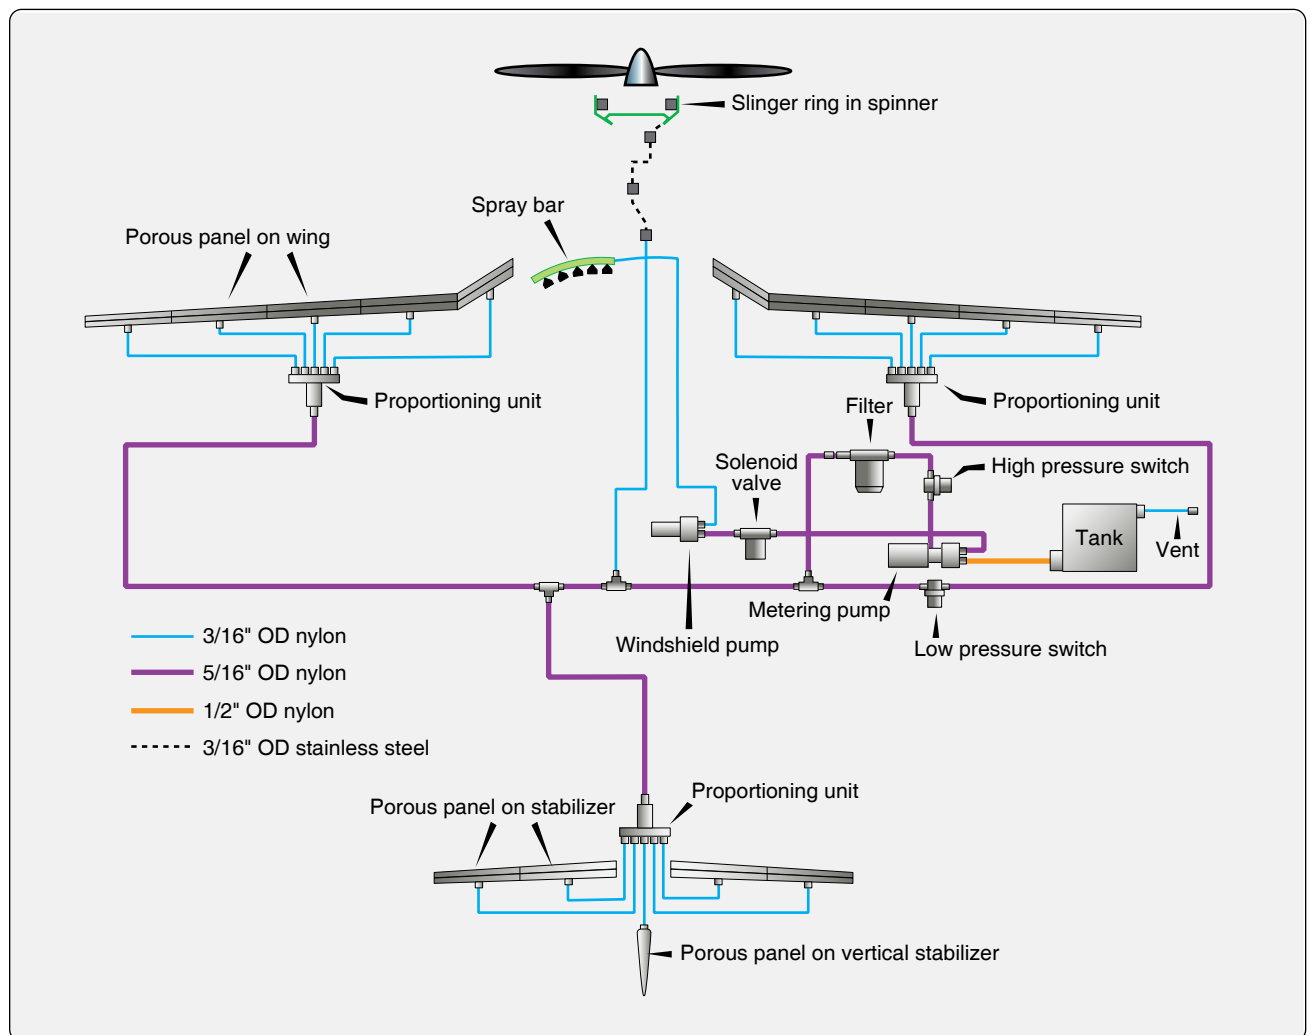 Slinger ring in spinner
Spray bar
Porous panel on wing
Proportioning unit
Filter
Proportioning unit
Solenoid
valve
High pressure switch
Tank
Vent
Metering pump
Windshield pump
Low pressure switch
3/16" OD nylon
5/16" OD nylon
1/2" OD nylon
3/16" OD stainless steel
Proportioning unit
Porous panel on stabilizer
Porous panel on vertical stabilizer